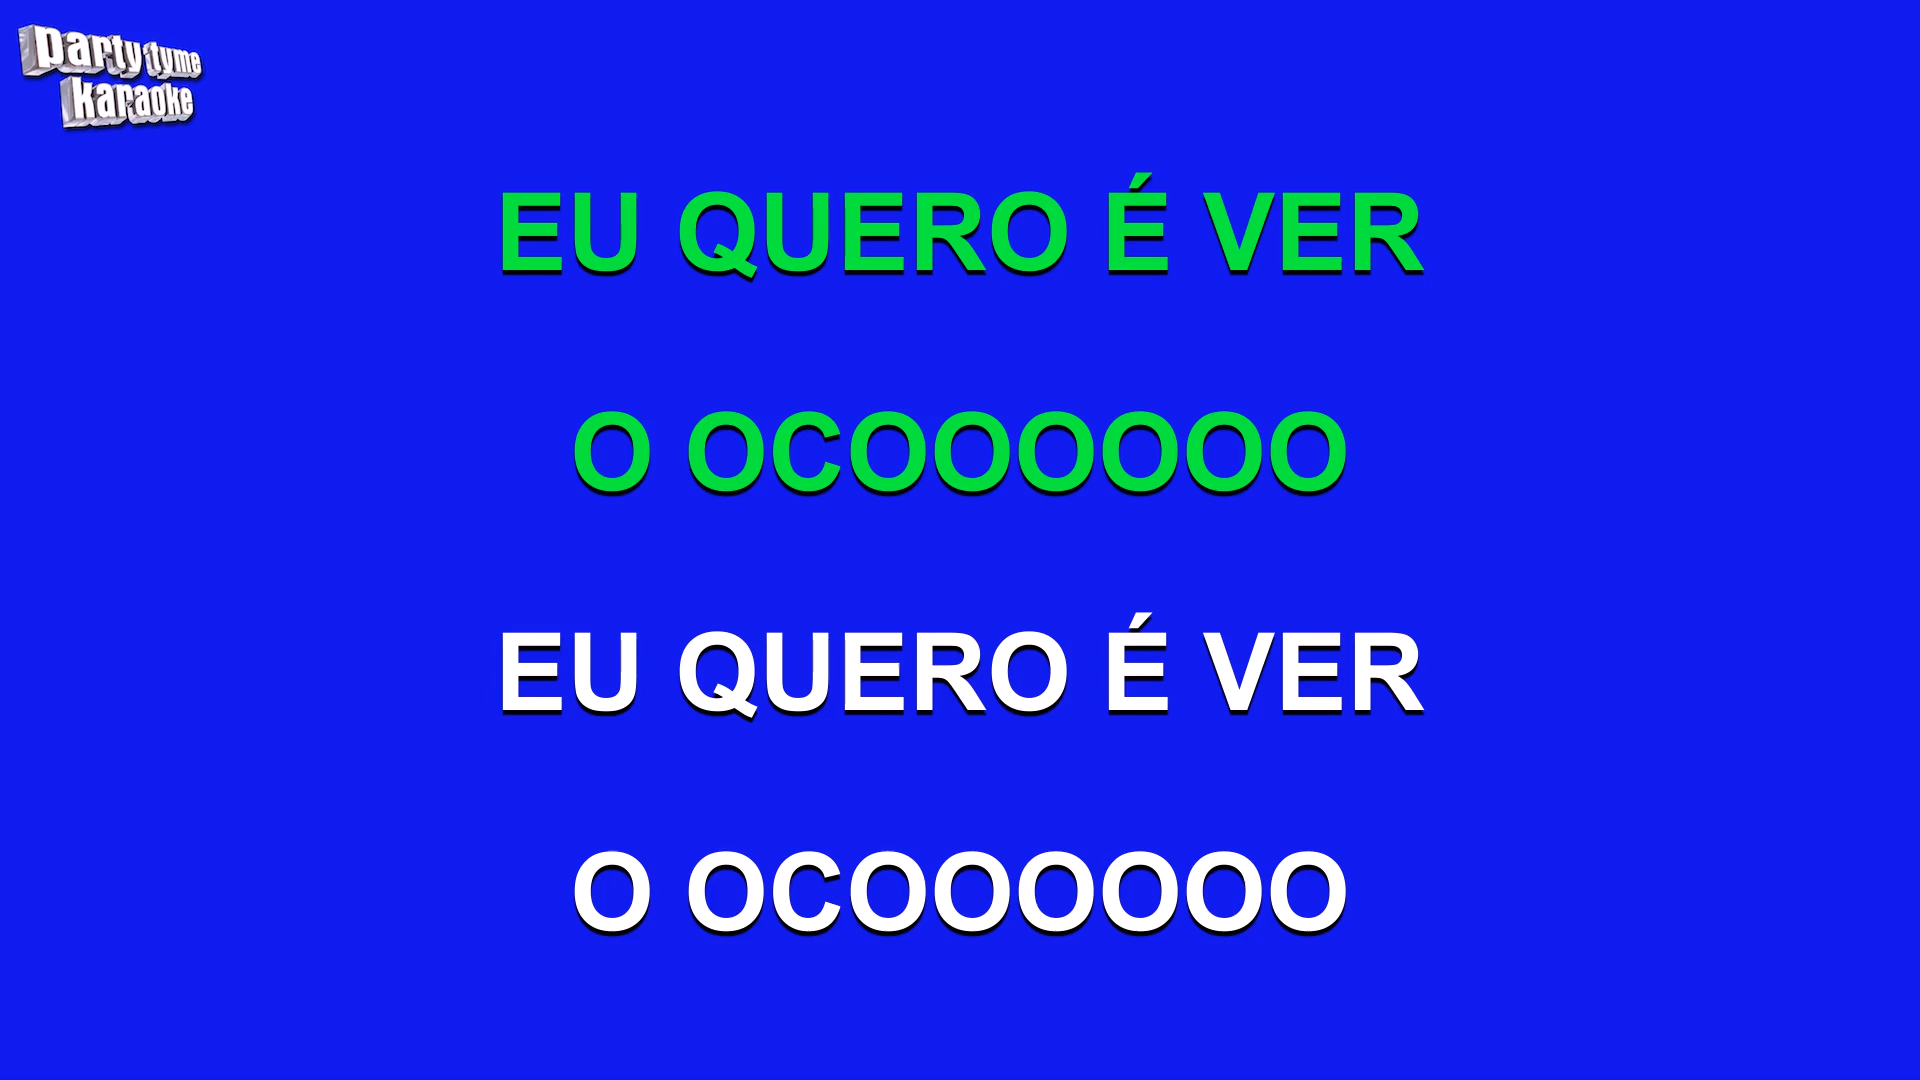 party tyme
karaoke
EU QUERO É VER
O OCOOOOOO
EU QUERO É VER
O OCOOOOOO